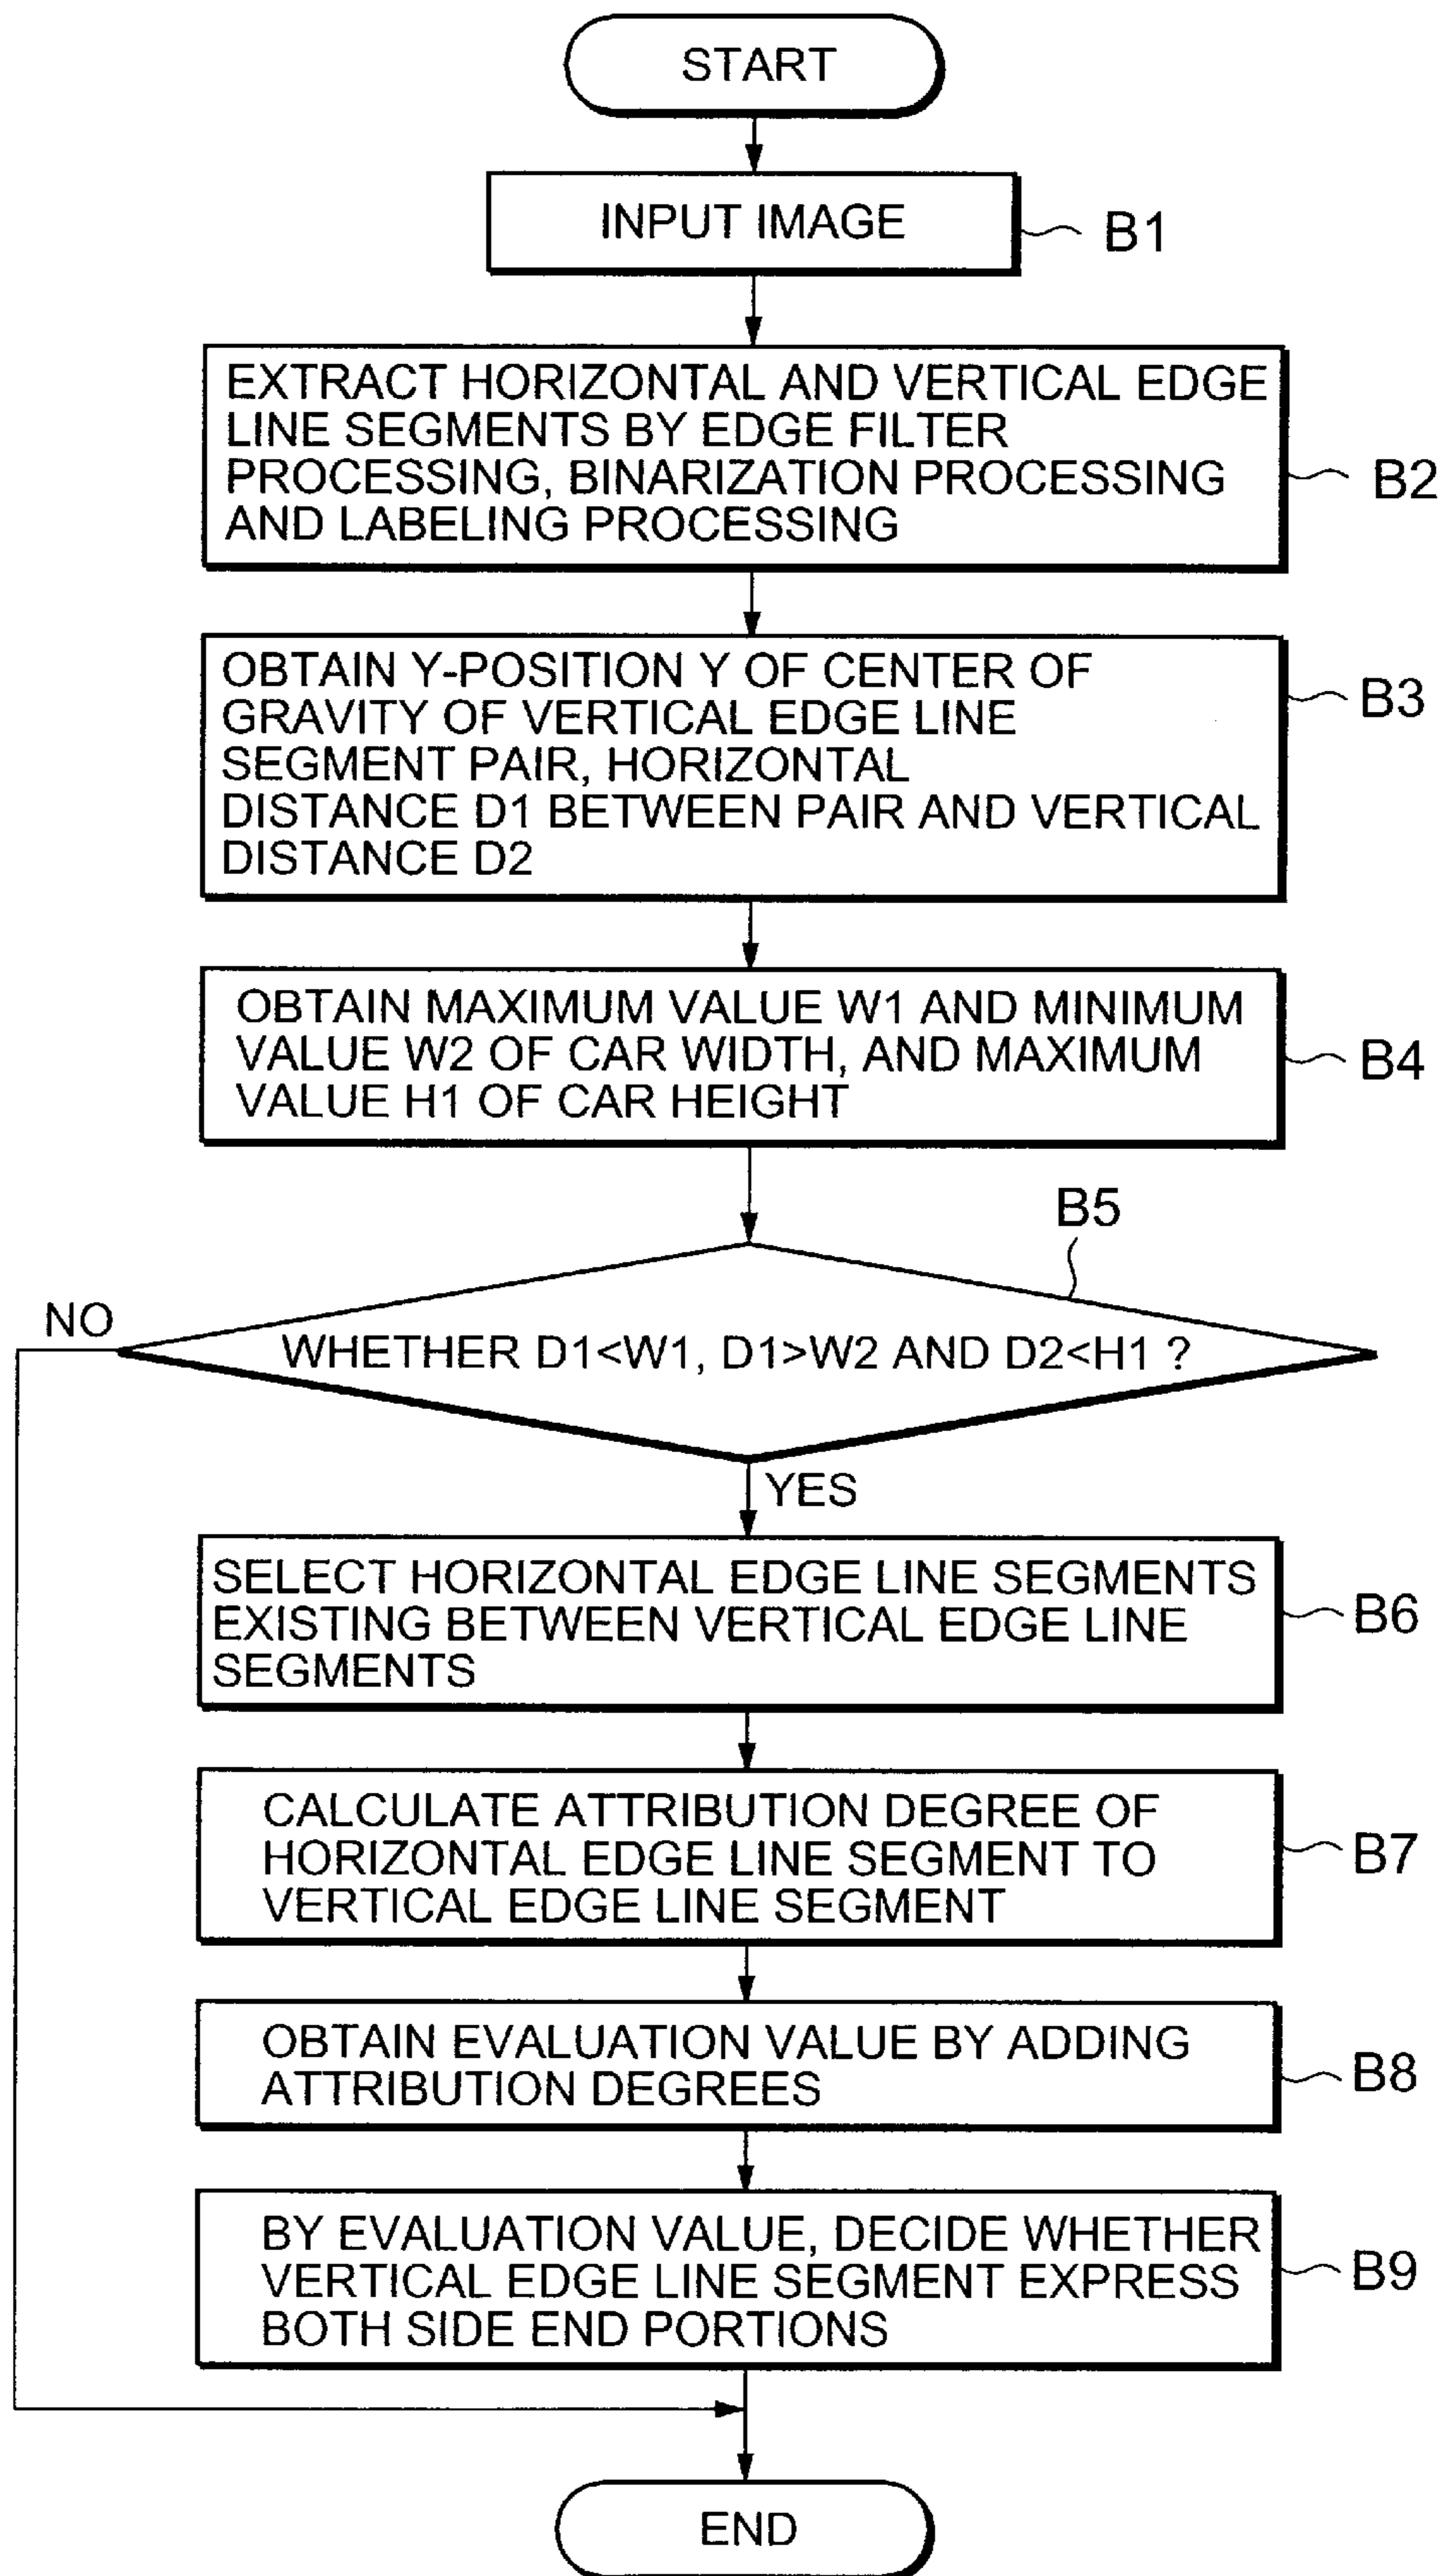 START
INPUT IMAGE
B1
EXTRACT HORIZONTAL AND VERTICAL EDGE
LINE SEGMENTS BY EDGE FILTER
PROCESSING, BINARIZATION PROCESSING
AND LABELING PROCESSING
B2
OBTAIN Y-POSITION Y OF CENTER OF
GRAVITY OF VERTICAL EDGE LINE
SEGMENT PAIR, HORIZONTAL
DISTANCE D1 BETWEEN PAIR AND VERTICAL
DISTANCE D2
B3
OBTAIN MAXIMUM VALUE W1 AND MINIMUM
VALUE W2 OF CAR WIDTH, AND MAXIMUM
VALUE H1 OF CAR HEIGHT
B4
B5
NO
WHETHER D1<W1, D1>W2 AND D2<H1 ?
YES
SELECT HORIZONTAL EDGE LINE SEGMENTS
EXISTING BETWEEN VERTICAL EDGE LINE
SEGMENTS
B6
CALCULATE ATTRIBUTION DEGREE OF
HORIZONTAL EDGE LINE SEGMENT TO
VERTICAL EDGE LINE SEGMENT
B7
OBTAIN EVALUATION VALUE BY ADDING
ATTRIBUTION DEGREES
B8
BY EVALUATION VALUE, DECIDE WHETHER
VERTICAL EDGE LINE SEGMENT EXPRESS
BOTH SIDE END PORTIONS
B9
END